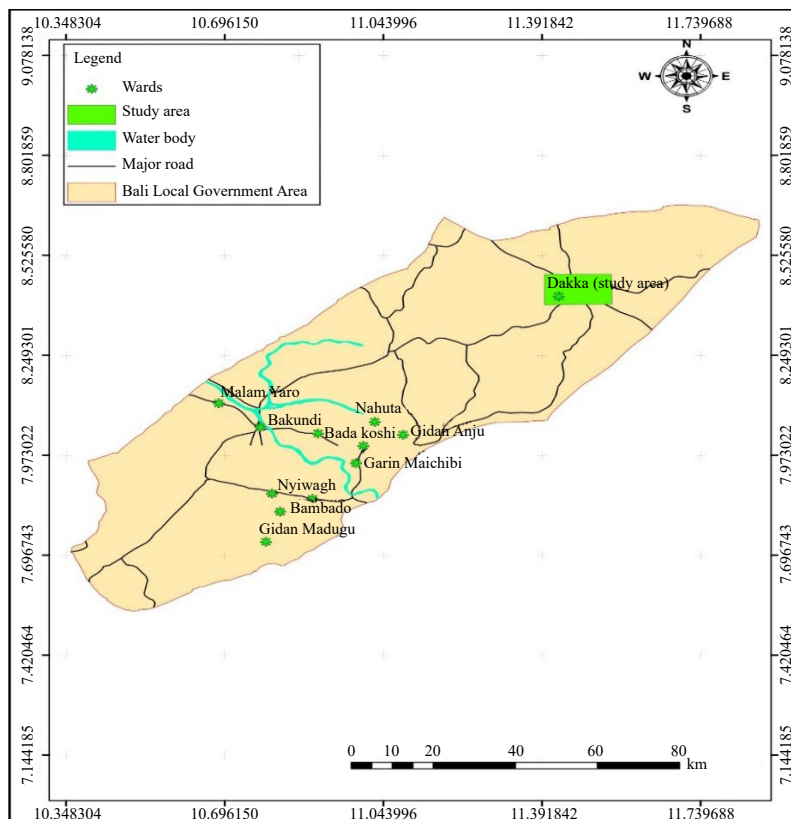 10.348304 10.696150 11.043996 11.391842 11.739688
Legend
Wards
Study area
Water body
Major road
Bali Local Government Area
N
W E
S
9.078138
8.801859
8.525580
8.249301
7.973022
7.696743
7.420464
7.144185
Dakka (study area)
Malam Yaro
Nahuta
Bakundi
Bada koshi
Gidan Anju
Garin Maichibi
Nyiwagh
Bambado
Gidan Madugu
9.078138
8.801859
8.525580
8.249301
7.973022
7.696743
7.420464
7.144185
0 10 20 40 60 80
km
10.348304 10.696150 11.043996 11.391842 11.739688